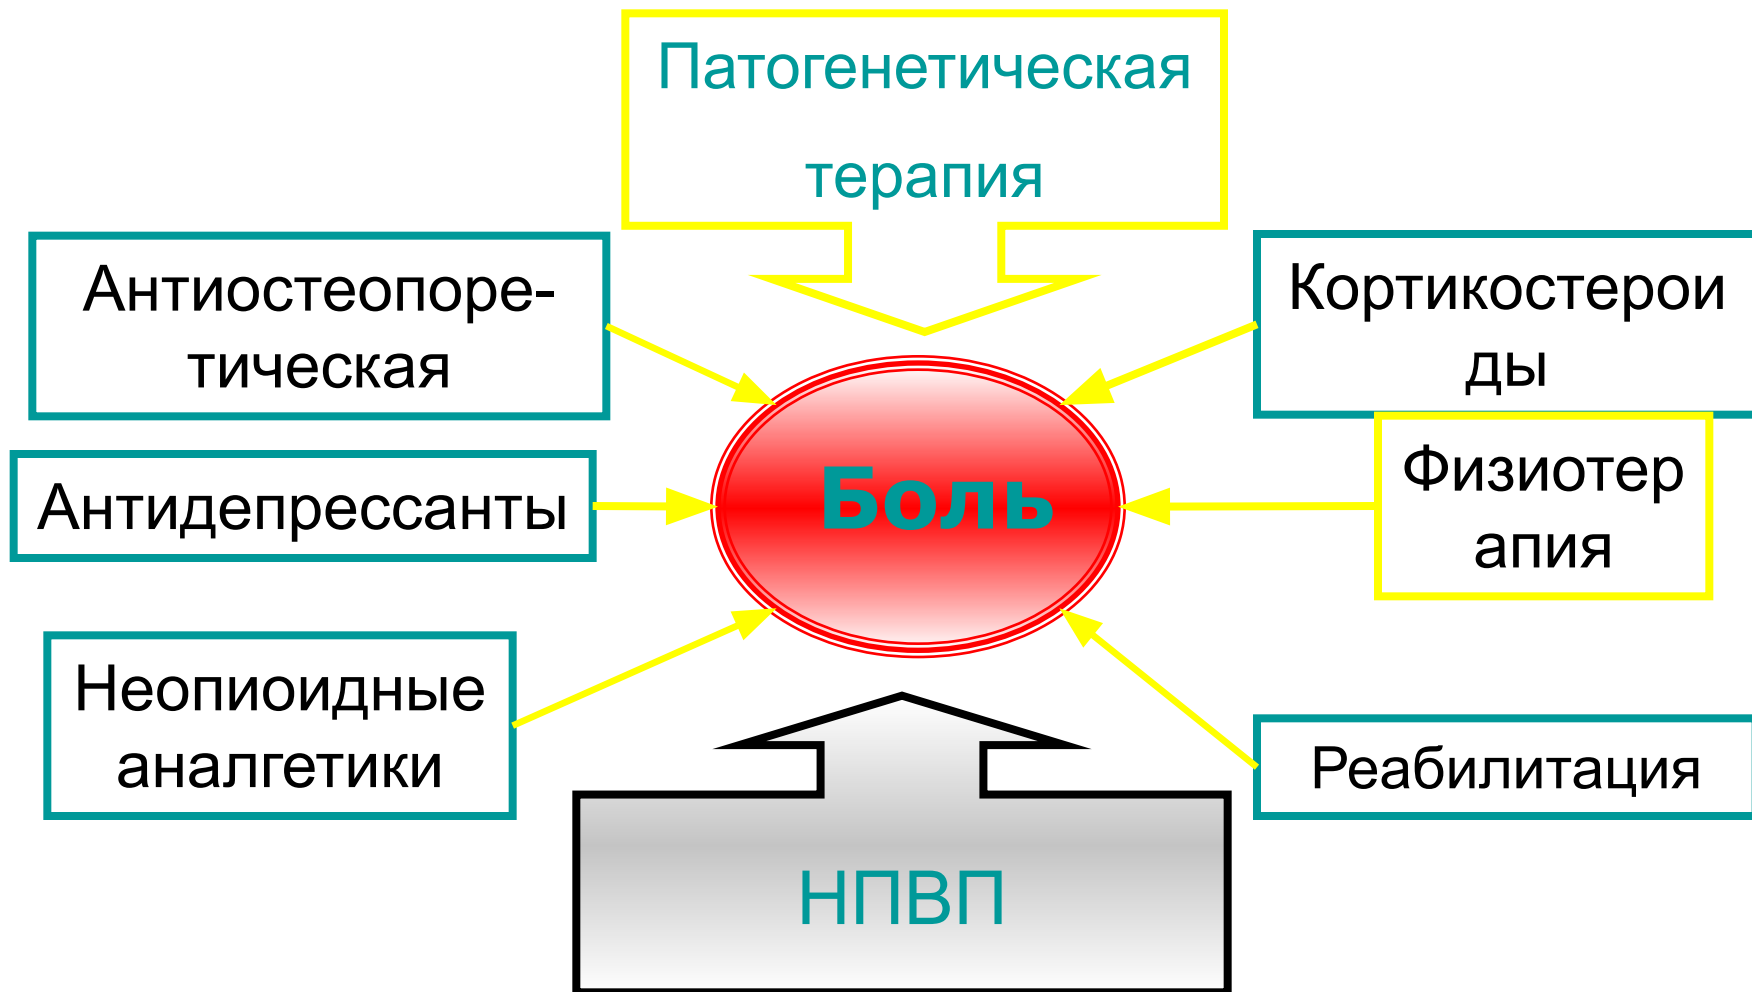 Патогенетическая
терапия
Антиостеопоре-
тическая
Кортикостерои
ды
Антидепрессанты
Боль
Физиотер
апия
Неопиоидные
аналгетики
Реабилитация
НПВП